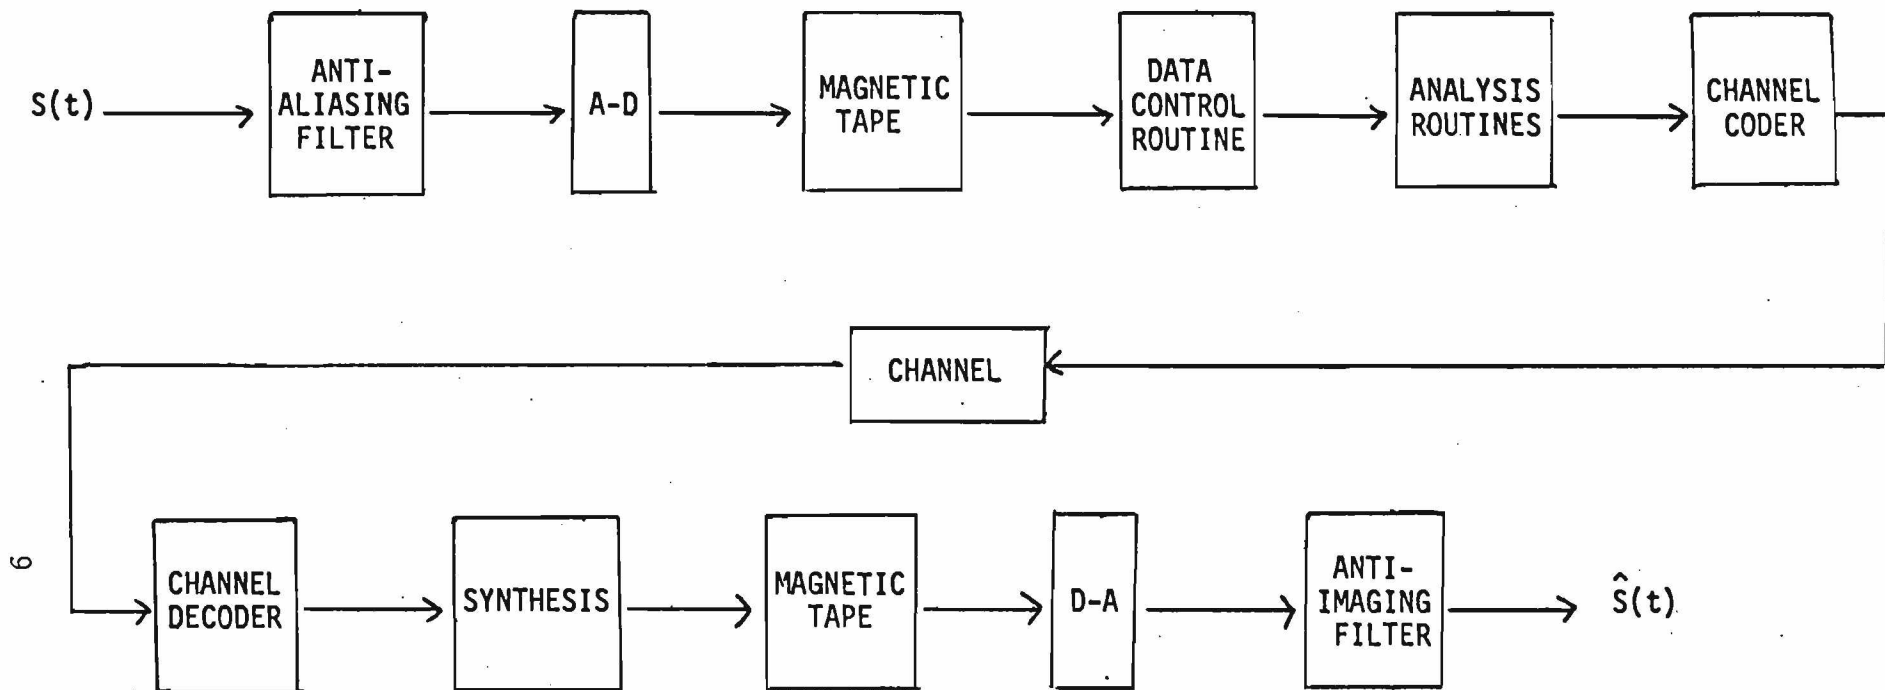 S(t)
ANTI-
ALIASING
FILTER
A-D
MAGNETIC
TAPE
DATA
CONTROL
ROUTINE
ANALYSIS
ROUTINES
CHANNEL
CODER
CHANNEL
CHANNEL
DECODER
SYNTHESIS
MAGNETIC
TAPE
D-A
ANTI-
IMAGING
FILTER
Ŝ(t)
6